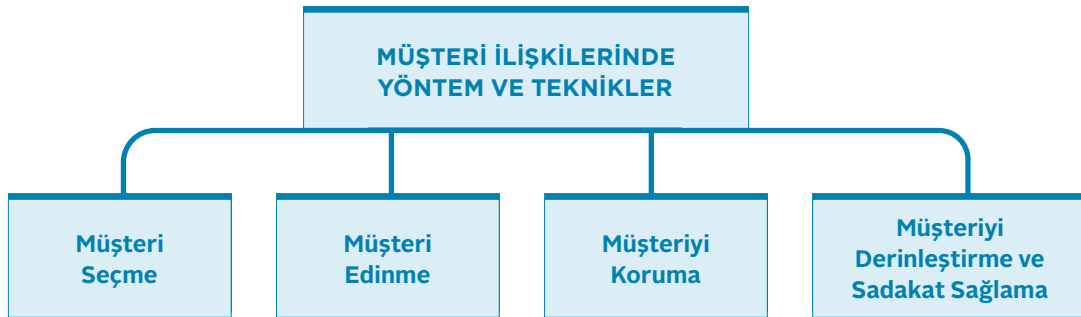 MÜŞTERİ İLİŞKİLERİNDE
YÖNTEM VE TEKNİKLER
Müşteri
Seçme
Müşteri
Edinme
Müşteriyi
Koruma
Müşteriyi
Derinleştirme ve
Sadakat Sağlama